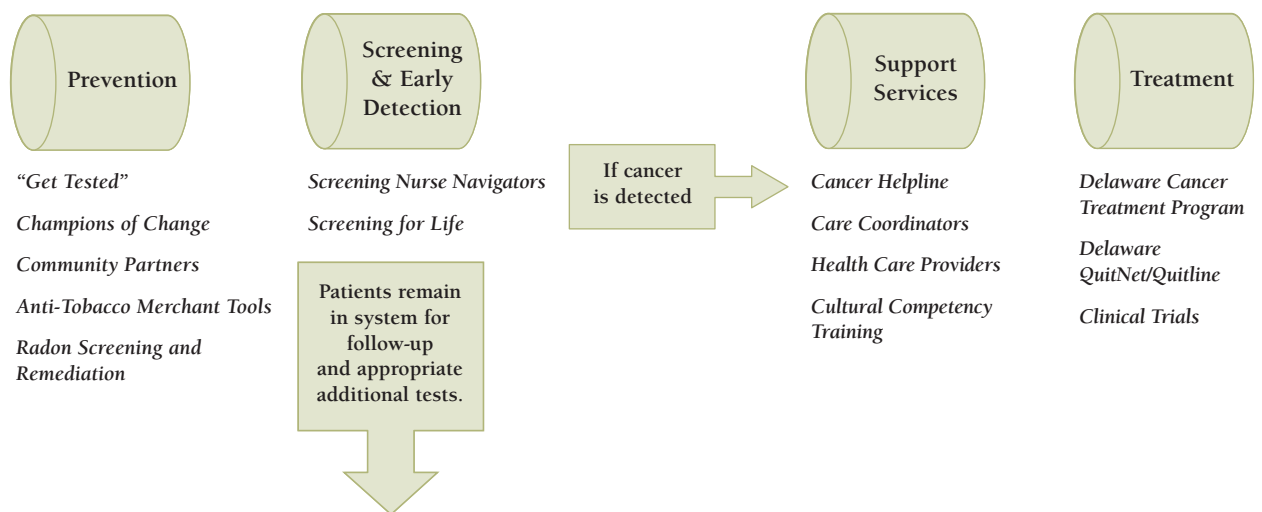 Prevention
“Get Tested”
Champions of Change
Community Partners
Anti-Tobacco Merchant Tools
Radon Screening and
Remediation
Screening
& Early
Detection
Screening Nurse Navigators
Screening for Life
Patients remain
in system for
follow-up
and appropriate
additional tests.
If cancer
is detected
Support
Services
Cancer Helpline
Care Coordinators
Health Care Providers
Cultural Competency
Training
Treatment
Delaware Cancer
Treatment Program
Delaware
QuitNet/Quitline
Clinical Trials